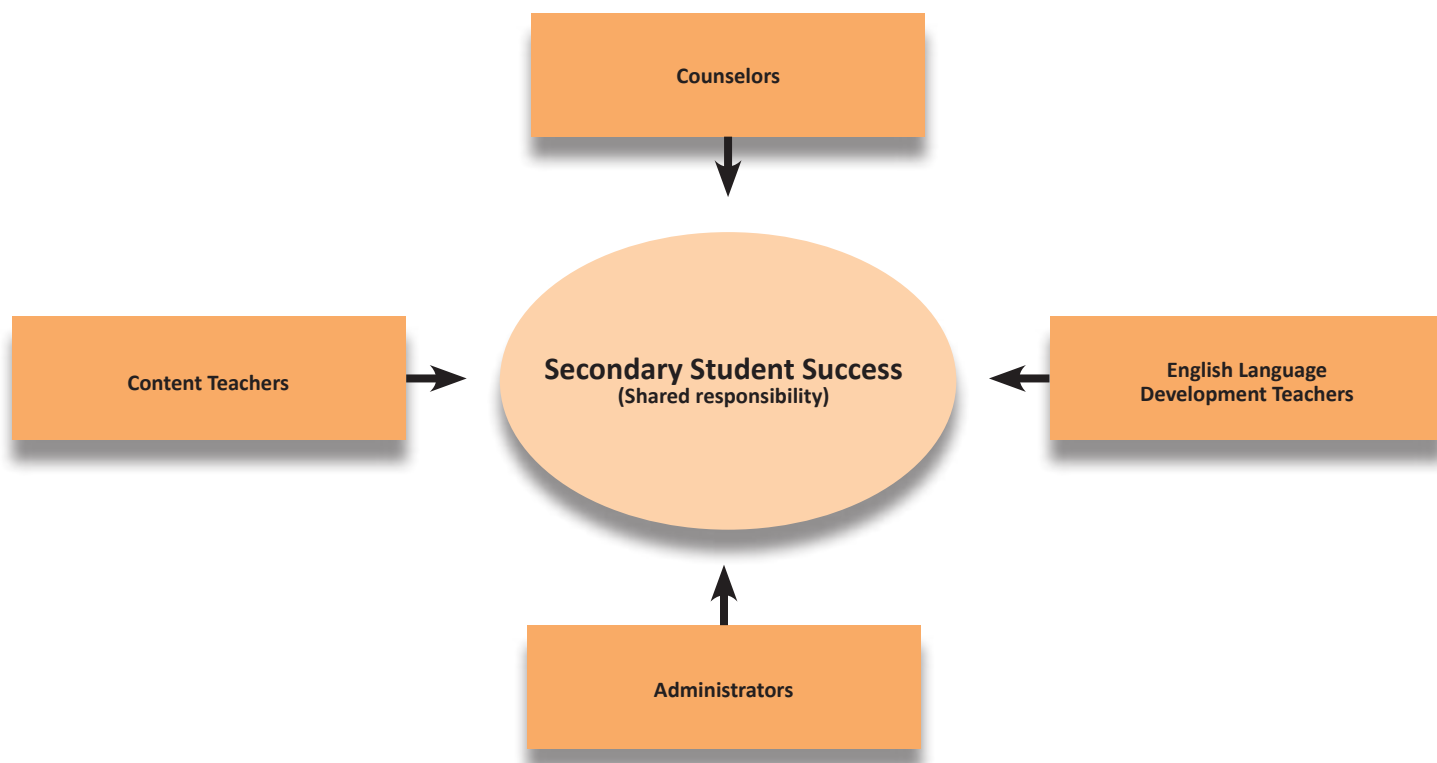 Counselors
Content Teachers
Secondary Student Success
(Shared responsibility)
English Language
Development Teachers
Administrators